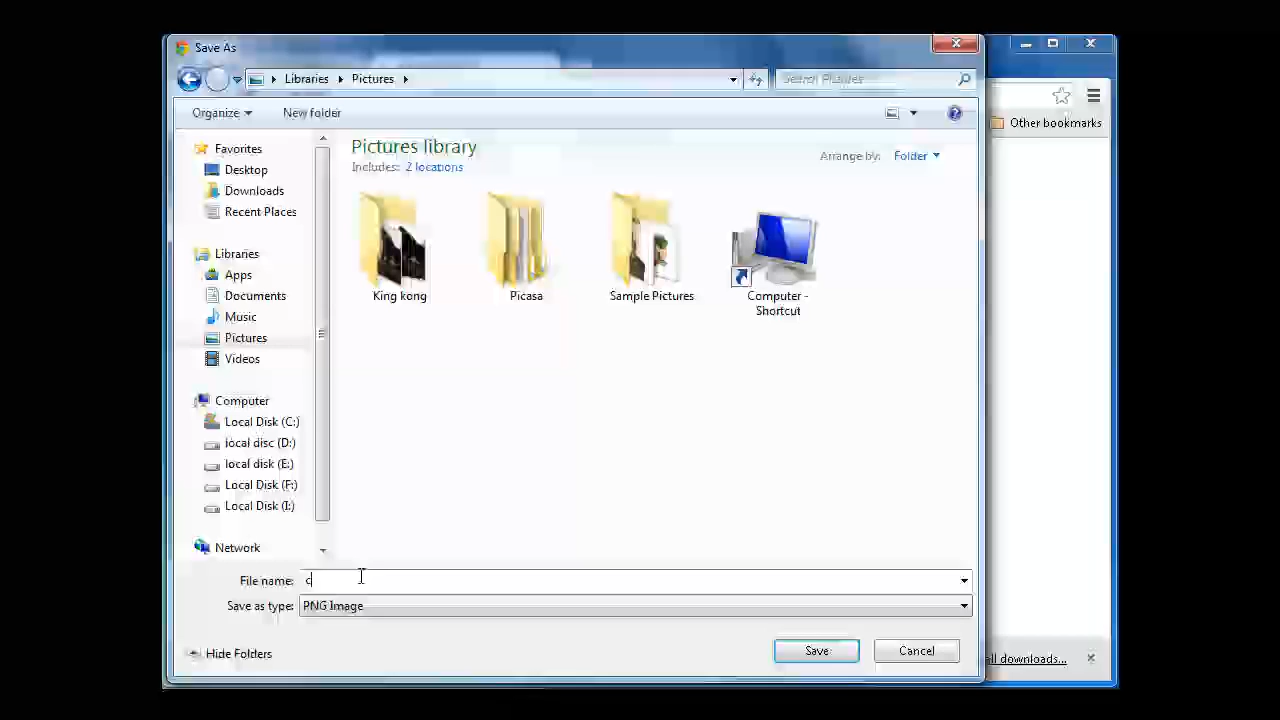 Save As
Libraries Pictures
Search Pictures
Organize New folder
Other bookmarks
Favorites
Desktop
Downloads
Recent Places
Libraries
Apps
Documents
Music
Pictures
Videos
Computer
Local Disk (C:)
local disc (D:)
local disk (E:)
Local Disk (F:)
Local Disk (I:)
Network
Pictures library
Includes: 2 locations
Arrange by: Folder
King kong
Picasa
Sample Pictures
Computer -
Shortcut
File name: c
Save as type: PNG Image
Hide Folders
Save
Cancel
all downloads...